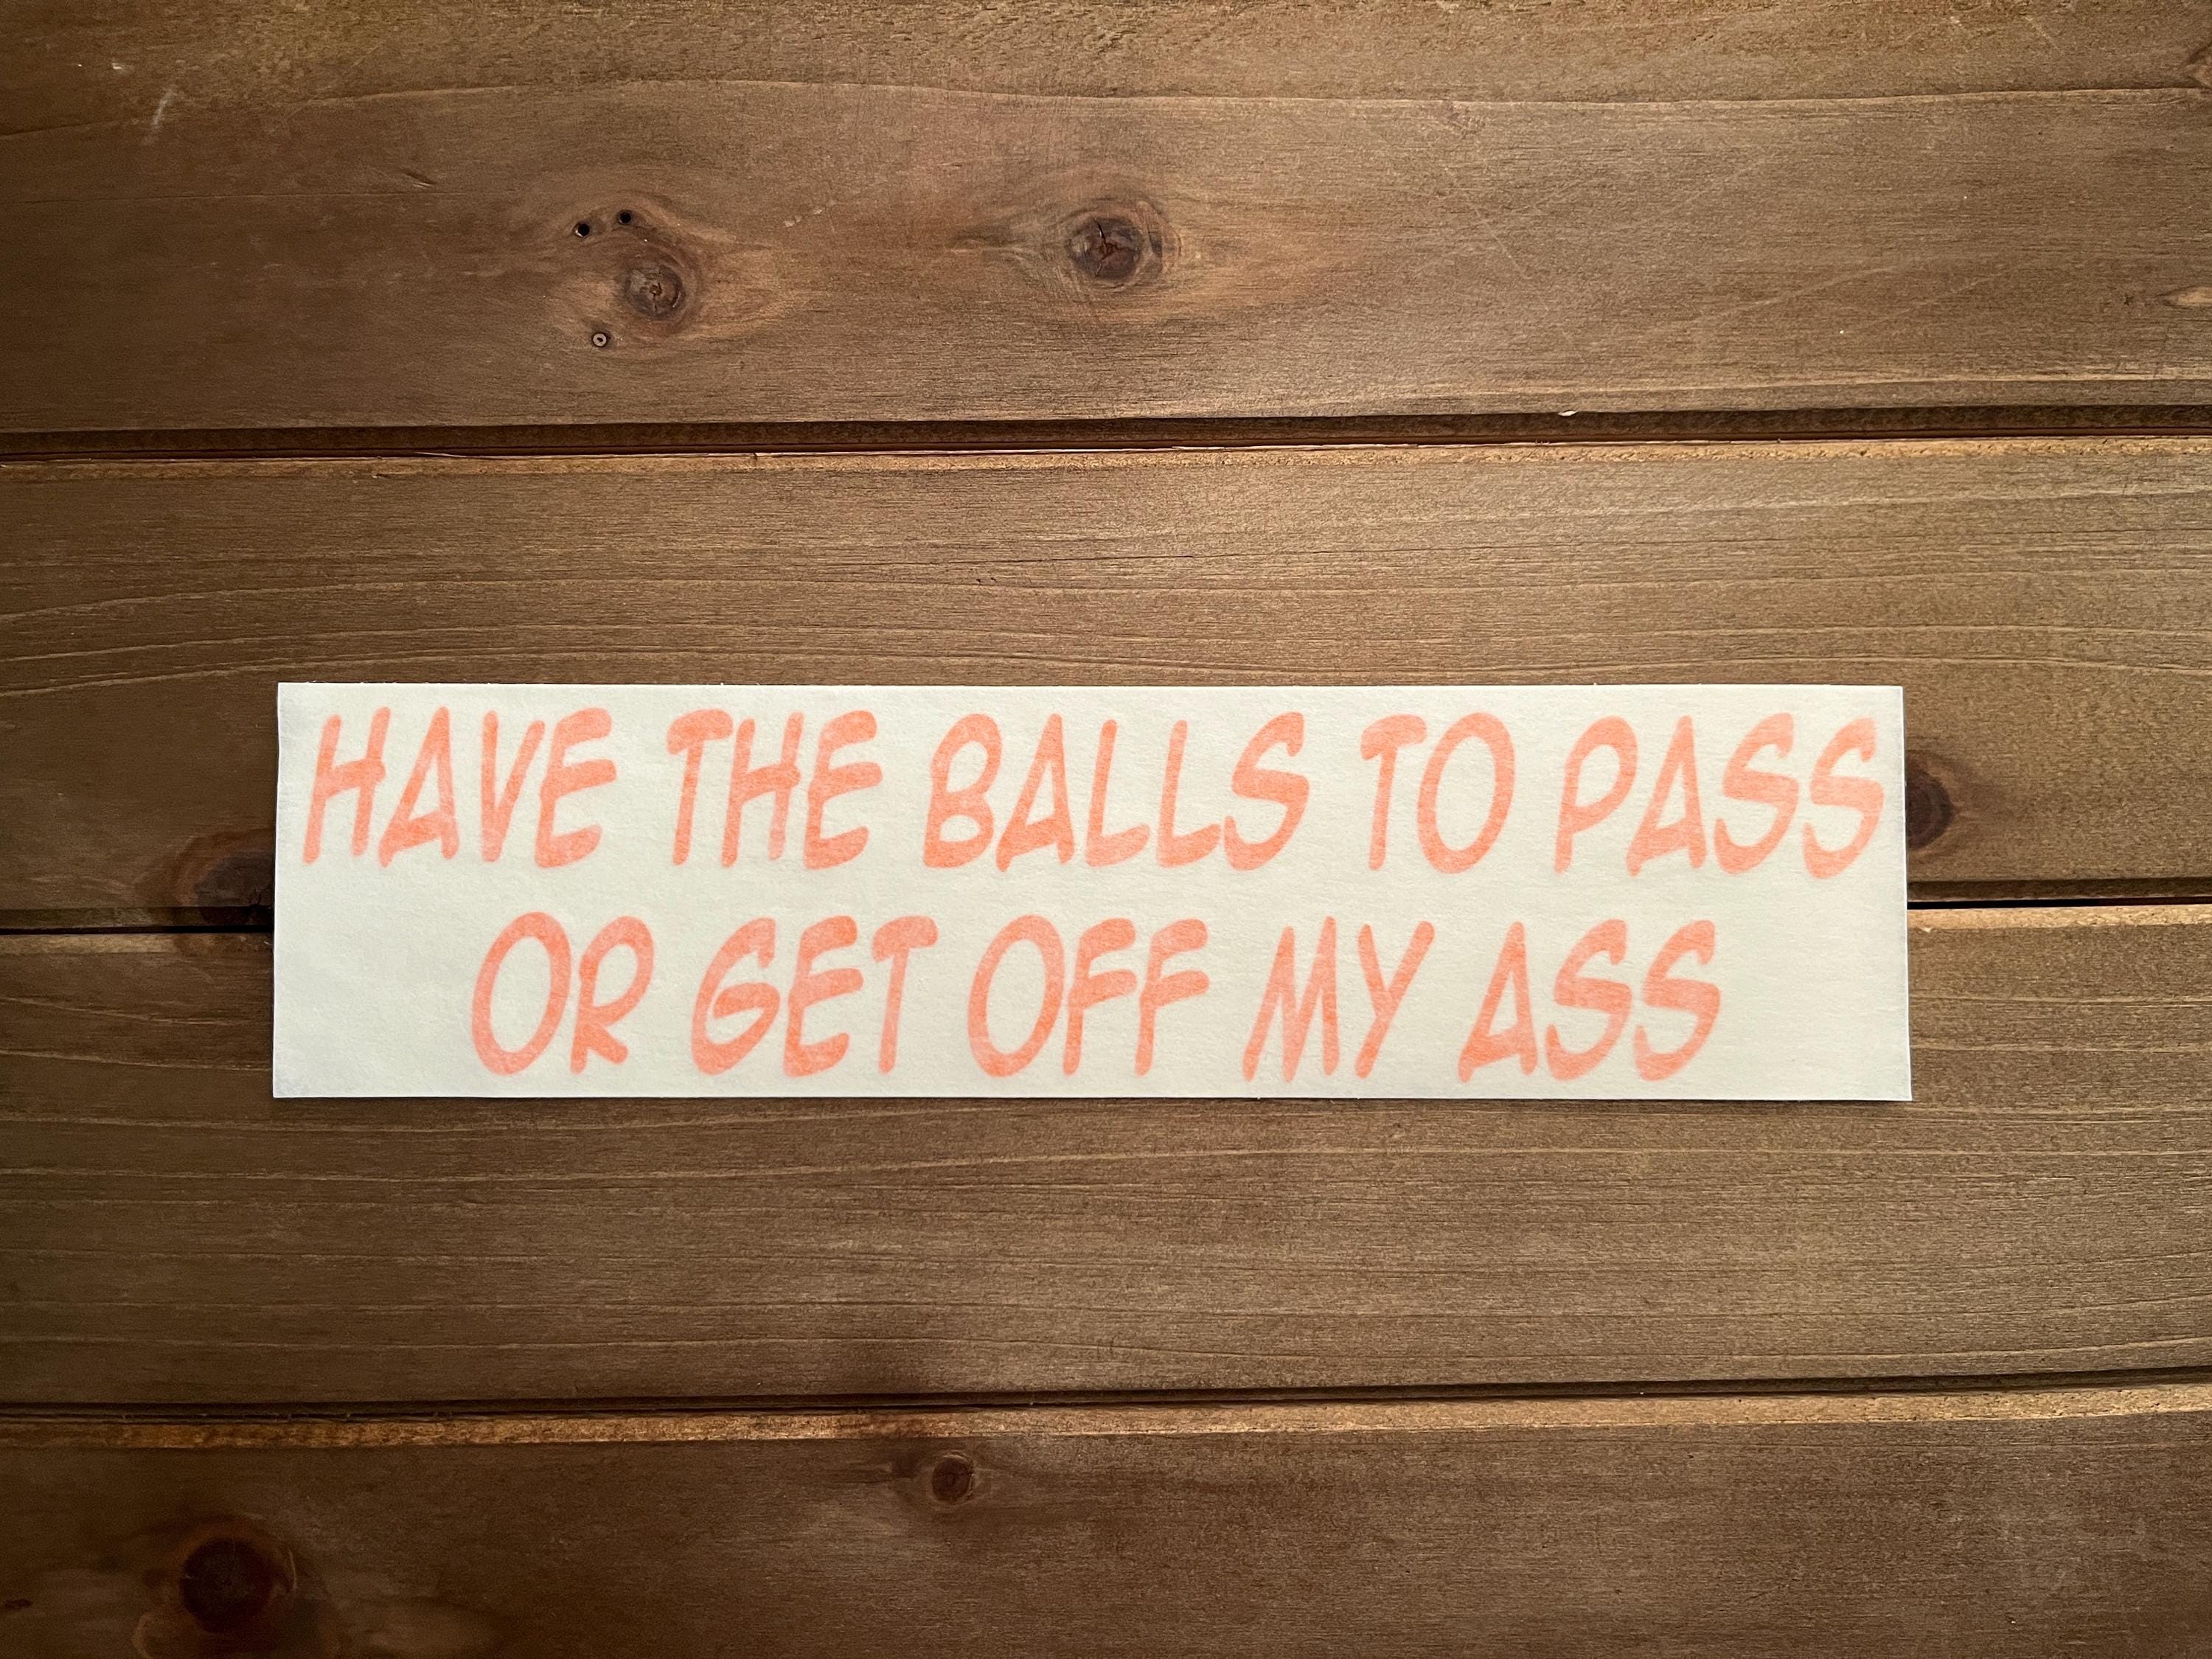 HAVE THE BALLS TO PASS
OR GET OFF MY ASS